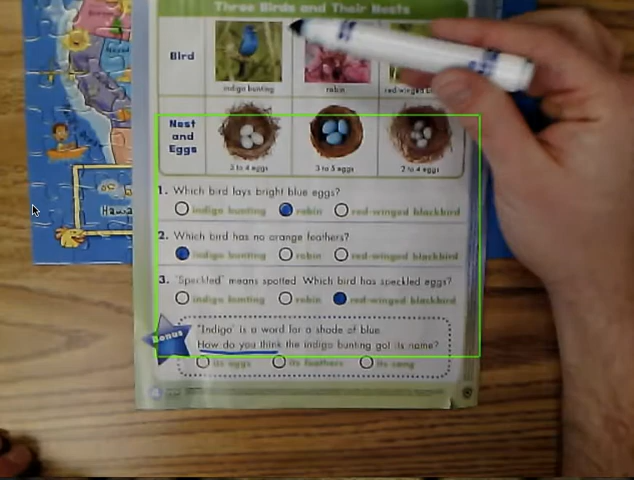 Three Birds and Their Nests
Bird
indigo bunting robin red-winged
Nest and Eggs
3 to 4 eggs 3 to 5 eggs 2 to 4 eggs
1. Which bird lays bright blue eggs?
indigo bunting robin red-winged blackbird
2. Which bird has no orange feathers?
indigo bunting robin red-winged blackbird
3. "Speckled" means spotted. Which bird has speckled eggs?
indigo bunting robin red-winged blackbird
Bonus
"Indigo" is a word for a shade of blue.
How do you think the indigo bunting got its name?
its eggs its feathers its song